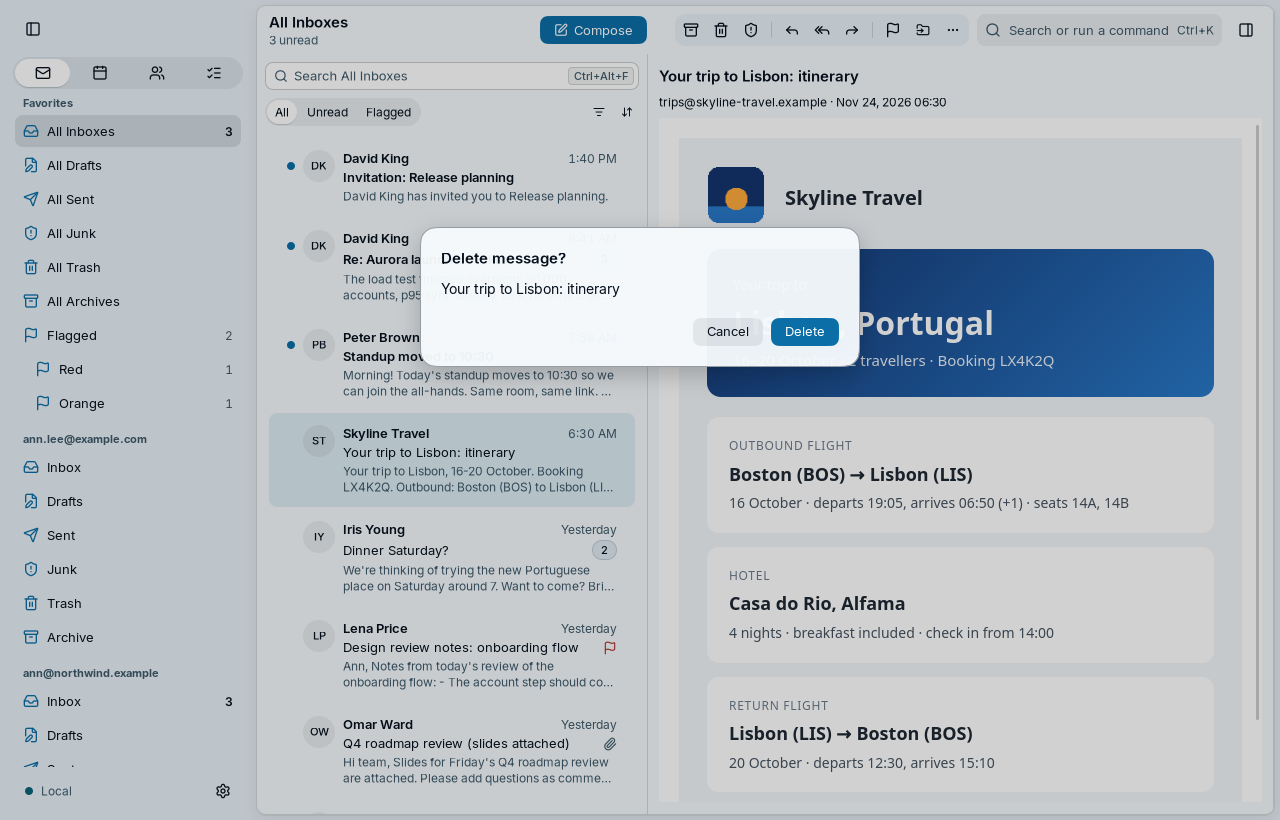 All Inboxes
3 unread
Compose
Search or run a command
Ctrl+K
Favorites
All Inboxes 3
All Drafts
All Sent
All Junk
All Trash
All Archives
Flagged 2
Red 1
Orange 1
ann.lee@example.com
Inbox
Drafts
Sent
Junk
Trash
Archive
ann@northwind.example
Inbox 3
Drafts
Local
Search All Inboxes
Ctrl+Alt+F
All
Unread
Flagged
DK
David King 1:40 PM
Invitation: Release planning
David King has invited you to Release planning.
DK
David King
Re: Aurora
The load test
accounts, p95
PB
Peter Brown
Standup moved to 10:30
Morning! Today's standup moves to 10:30 so we
can join the all-hands. Same room, same link. ...
ST
Skyline Travel 6:30 AM
Your trip to Lisbon: itinerary
Your trip to Lisbon, 16-20 October. Booking
LX4K2Q. Outbound: Boston (BOS) to Lisbon (LI...
IY
Iris Young Yesterday
Dinner Saturday? 2
We're thinking of trying the new Portuguese
place on Saturday around 7. Want to come? Bri...
LP
Lena Price Yesterday
Design review notes: onboarding flow
Ann, Notes from today's review of the
onboarding flow: - The account step should co...
OW
Omar Ward Yesterday
Q4 roadmap review (slides attached)
Hi team, Slides for Friday's Q4 roadmap review
are attached. Please add questions as comme...
Delete message?
Your trip to Lisbon: itinerary
Cancel
Delete
Your trip to Lisbon: itinerary
trips@skyline-travel.example · Nov 24, 2026 06:30
Skyline Travel
Your trip to
Portugal
travellers · Booking LX4K2Q
OUTBOUND FLIGHT
Boston (BOS) → Lisbon (LIS)
16 October · departs 19:05, arrives 06:50 (+1) · seats 14A, 14B
HOTEL
Casa do Rio, Alfama
4 nights · breakfast included · check in from 14:00
RETURN FLIGHT
Lisbon (LIS) → Boston (BOS)
20 October · departs 12:30, arrives 15:10